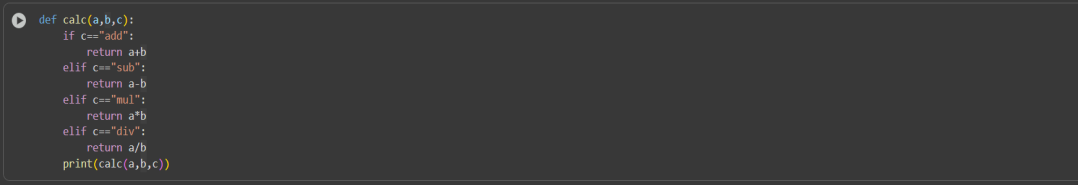 def calc(a,b,c):
    if c=="add":
        return a+b
    elif c=="sub":
        return a-b
    elif c=="mul":
        return a*b
    elif c=="div":
        return a/b
    print(calc(a,b,c))